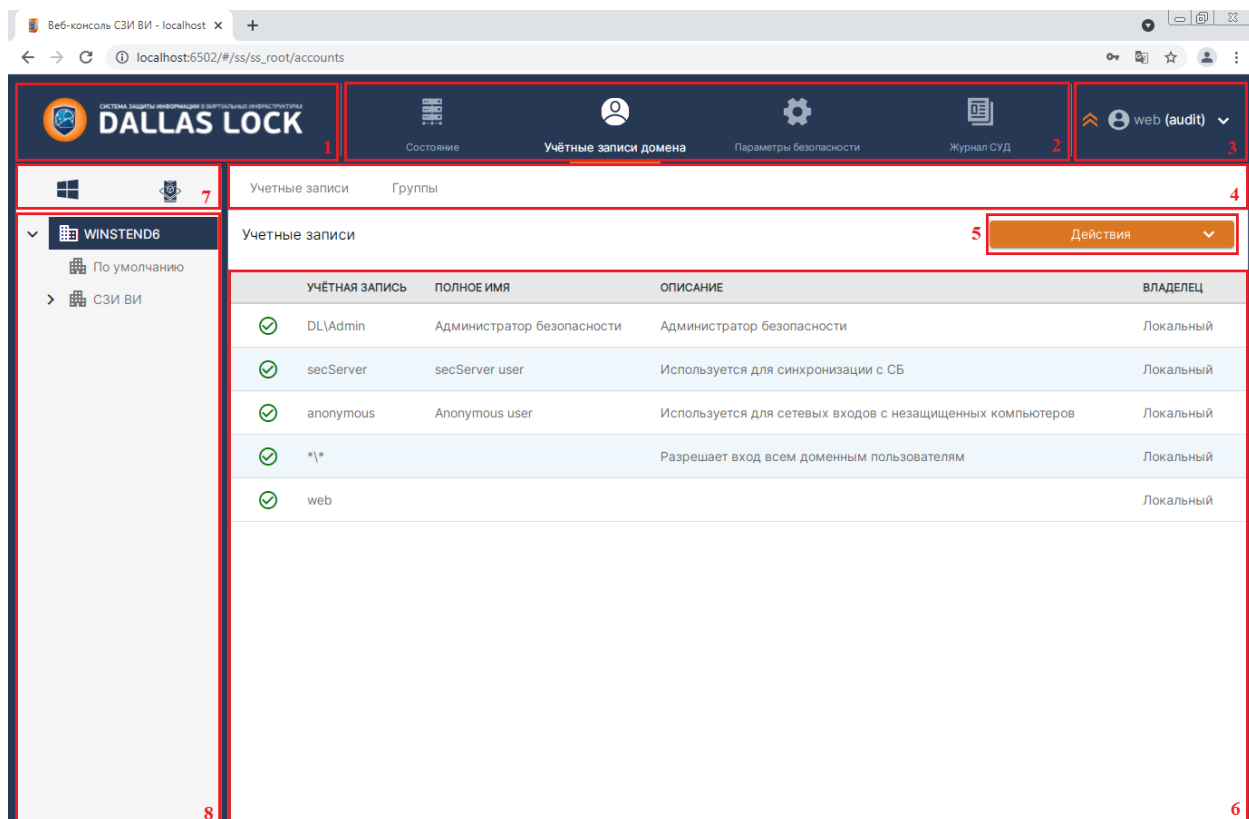 Веб-консоль СЗИ ВИ - localhost
localhost:6502/#/ss/ss_root/accounts
СИСТЕМА ЗАЩИТЫ ИНФОРМАЦИИ В ВИРТУАЛЬНЫХ ИНФРАСТРУКТУРАХ
DALLAS LOCK
1
Состояние
Учётные записи домена
Параметры безопасности
Журнал СУД
2
web (audit)
3
7
Учетные записи Группы
4
WINSTEND6
По умолчанию
СЗИ ВИ
8
Учетные записи
5
Действия
УЧЁТНАЯ ЗАПИСЬ ПОЛНОЕ ИМЯ ОПИСАНИЕ ВЛАДЕЛЕЦ
DL\Admin Администратор безопасности Администратор безопасности Локальный
secServer secServer user Используется для синхронизации с СБ Локальный
anonymous Anonymous user Используется для сетевых входов с незащищенных компьютеров Локальный
*\* Разрешает вход всем доменным пользователям Локальный
web Локальный
6